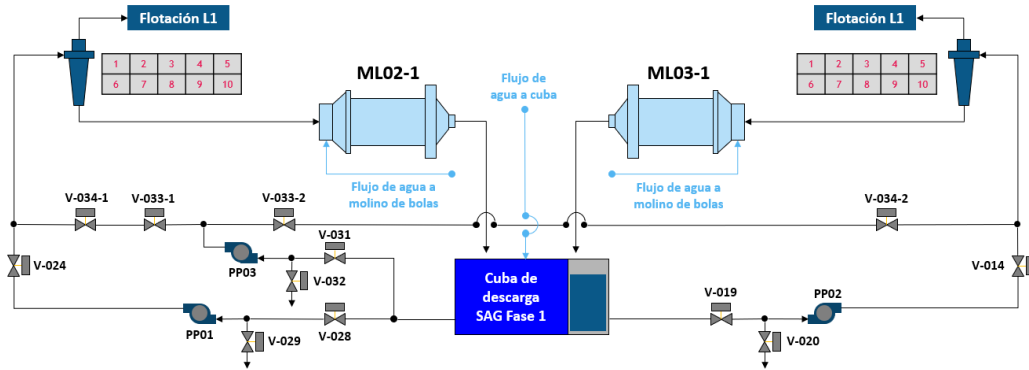 Flotación L1
Flotación L1
1 2 3 4 5
6 7 8 9 10
ML02-1
Flujo de
agua a cuba
ML03-1
1 2 3 4 5
6 7 8 9 10
Flujo de agua a
molino de bolas
Flujo de agua a
molino de bolas
V-034-1
V-033-1
V-033-2
V-034-2
V-031
PP03
V-024
V-032
Cuba de
descarga
SAG Fase 1
V-014
V-019
PP02
PP01
V-029
V-028
V-020